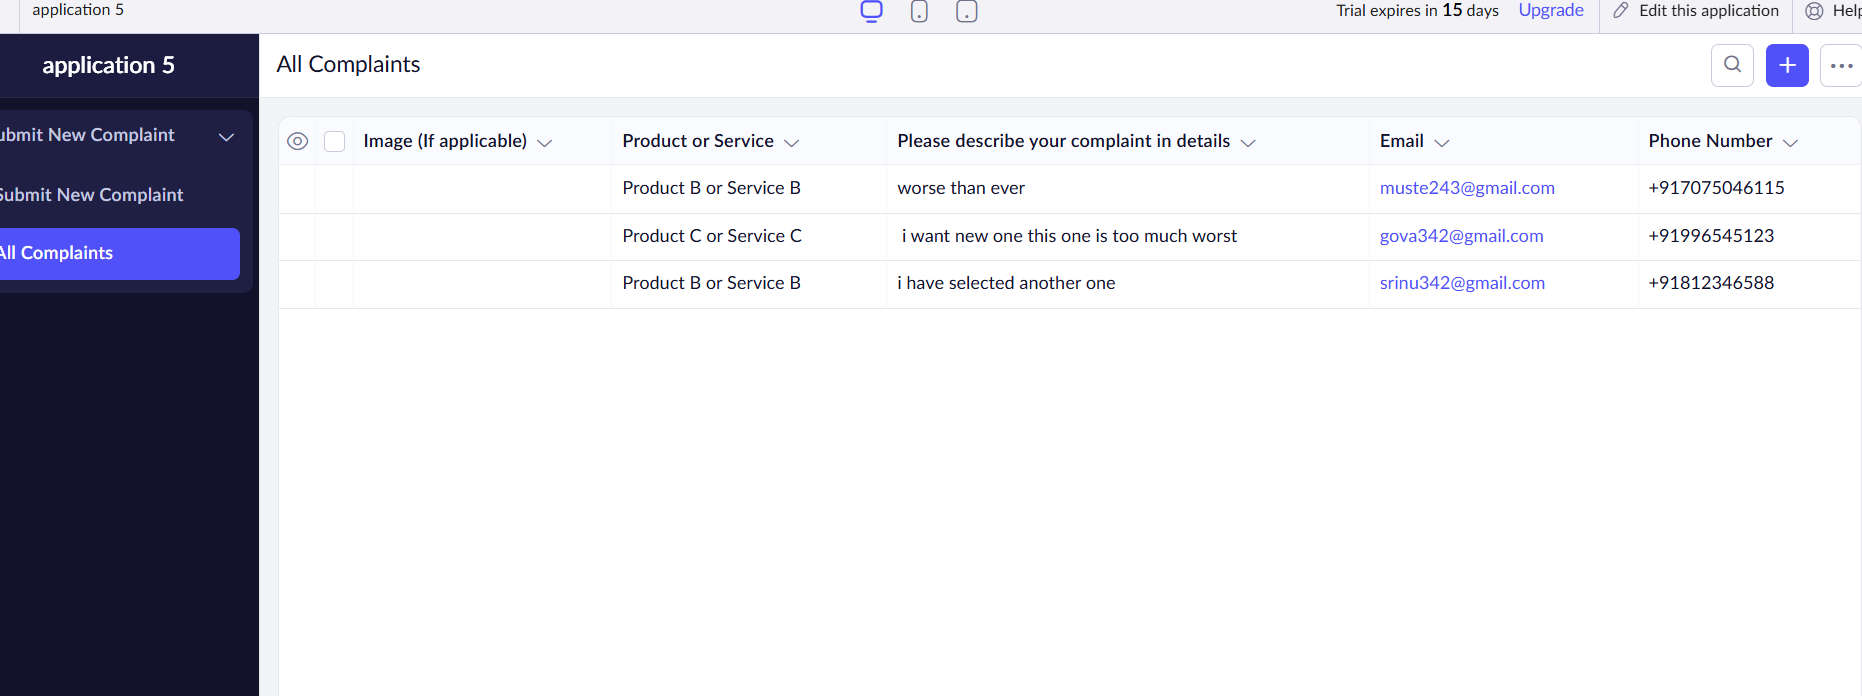 application 5
Trial expires in 15 days Upgrade Edit this application Help
application 5
All Complaints
ubmit New Complaint
Submit New Complaint
All Complaints
Image (If applicable) Product or Service Please describe your complaint in details Email Phone Number
Product B or Service B worse than ever muste243@gmail.com +917075046115
Product C or Service C i want new one this one is too much worst gova342@gmail.com +91996545123
Product B or Service B i have selected another one srinu342@gmail.com +91812346588